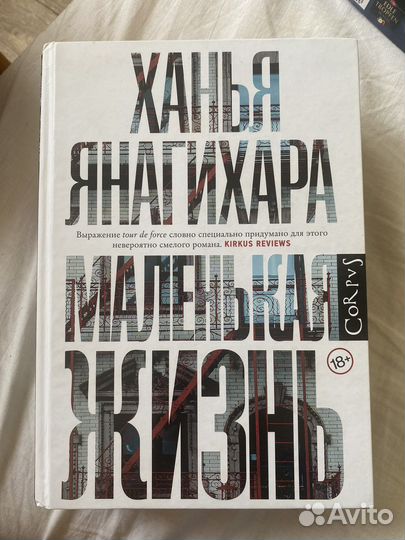 ХАНЬЯ
ЯНАГИХАРА
Выражение tour de force словно специально придумано для этого
невероятно смелого романа. KIRKUS REVIEWS
МАЛЕНЬКАЯ
ЖИЗНЬ
CORPVS
18+
Avito